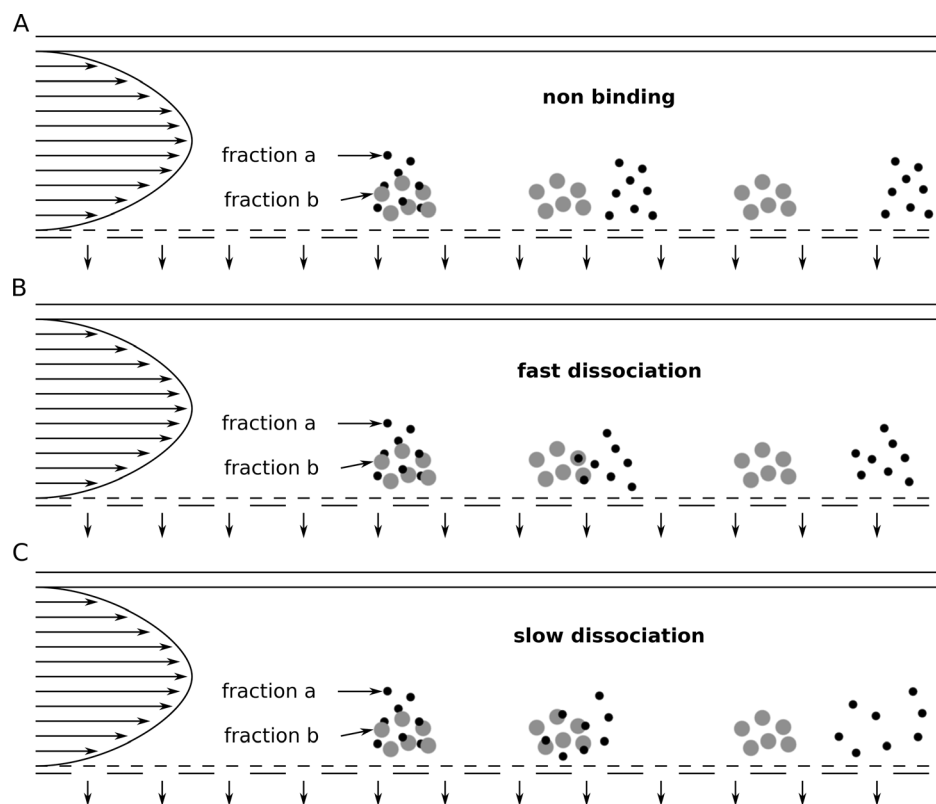 A
non binding
fraction a
fraction b
B
fast dissociation
fraction a
fraction b
C
slow dissociation
fraction a
fraction b